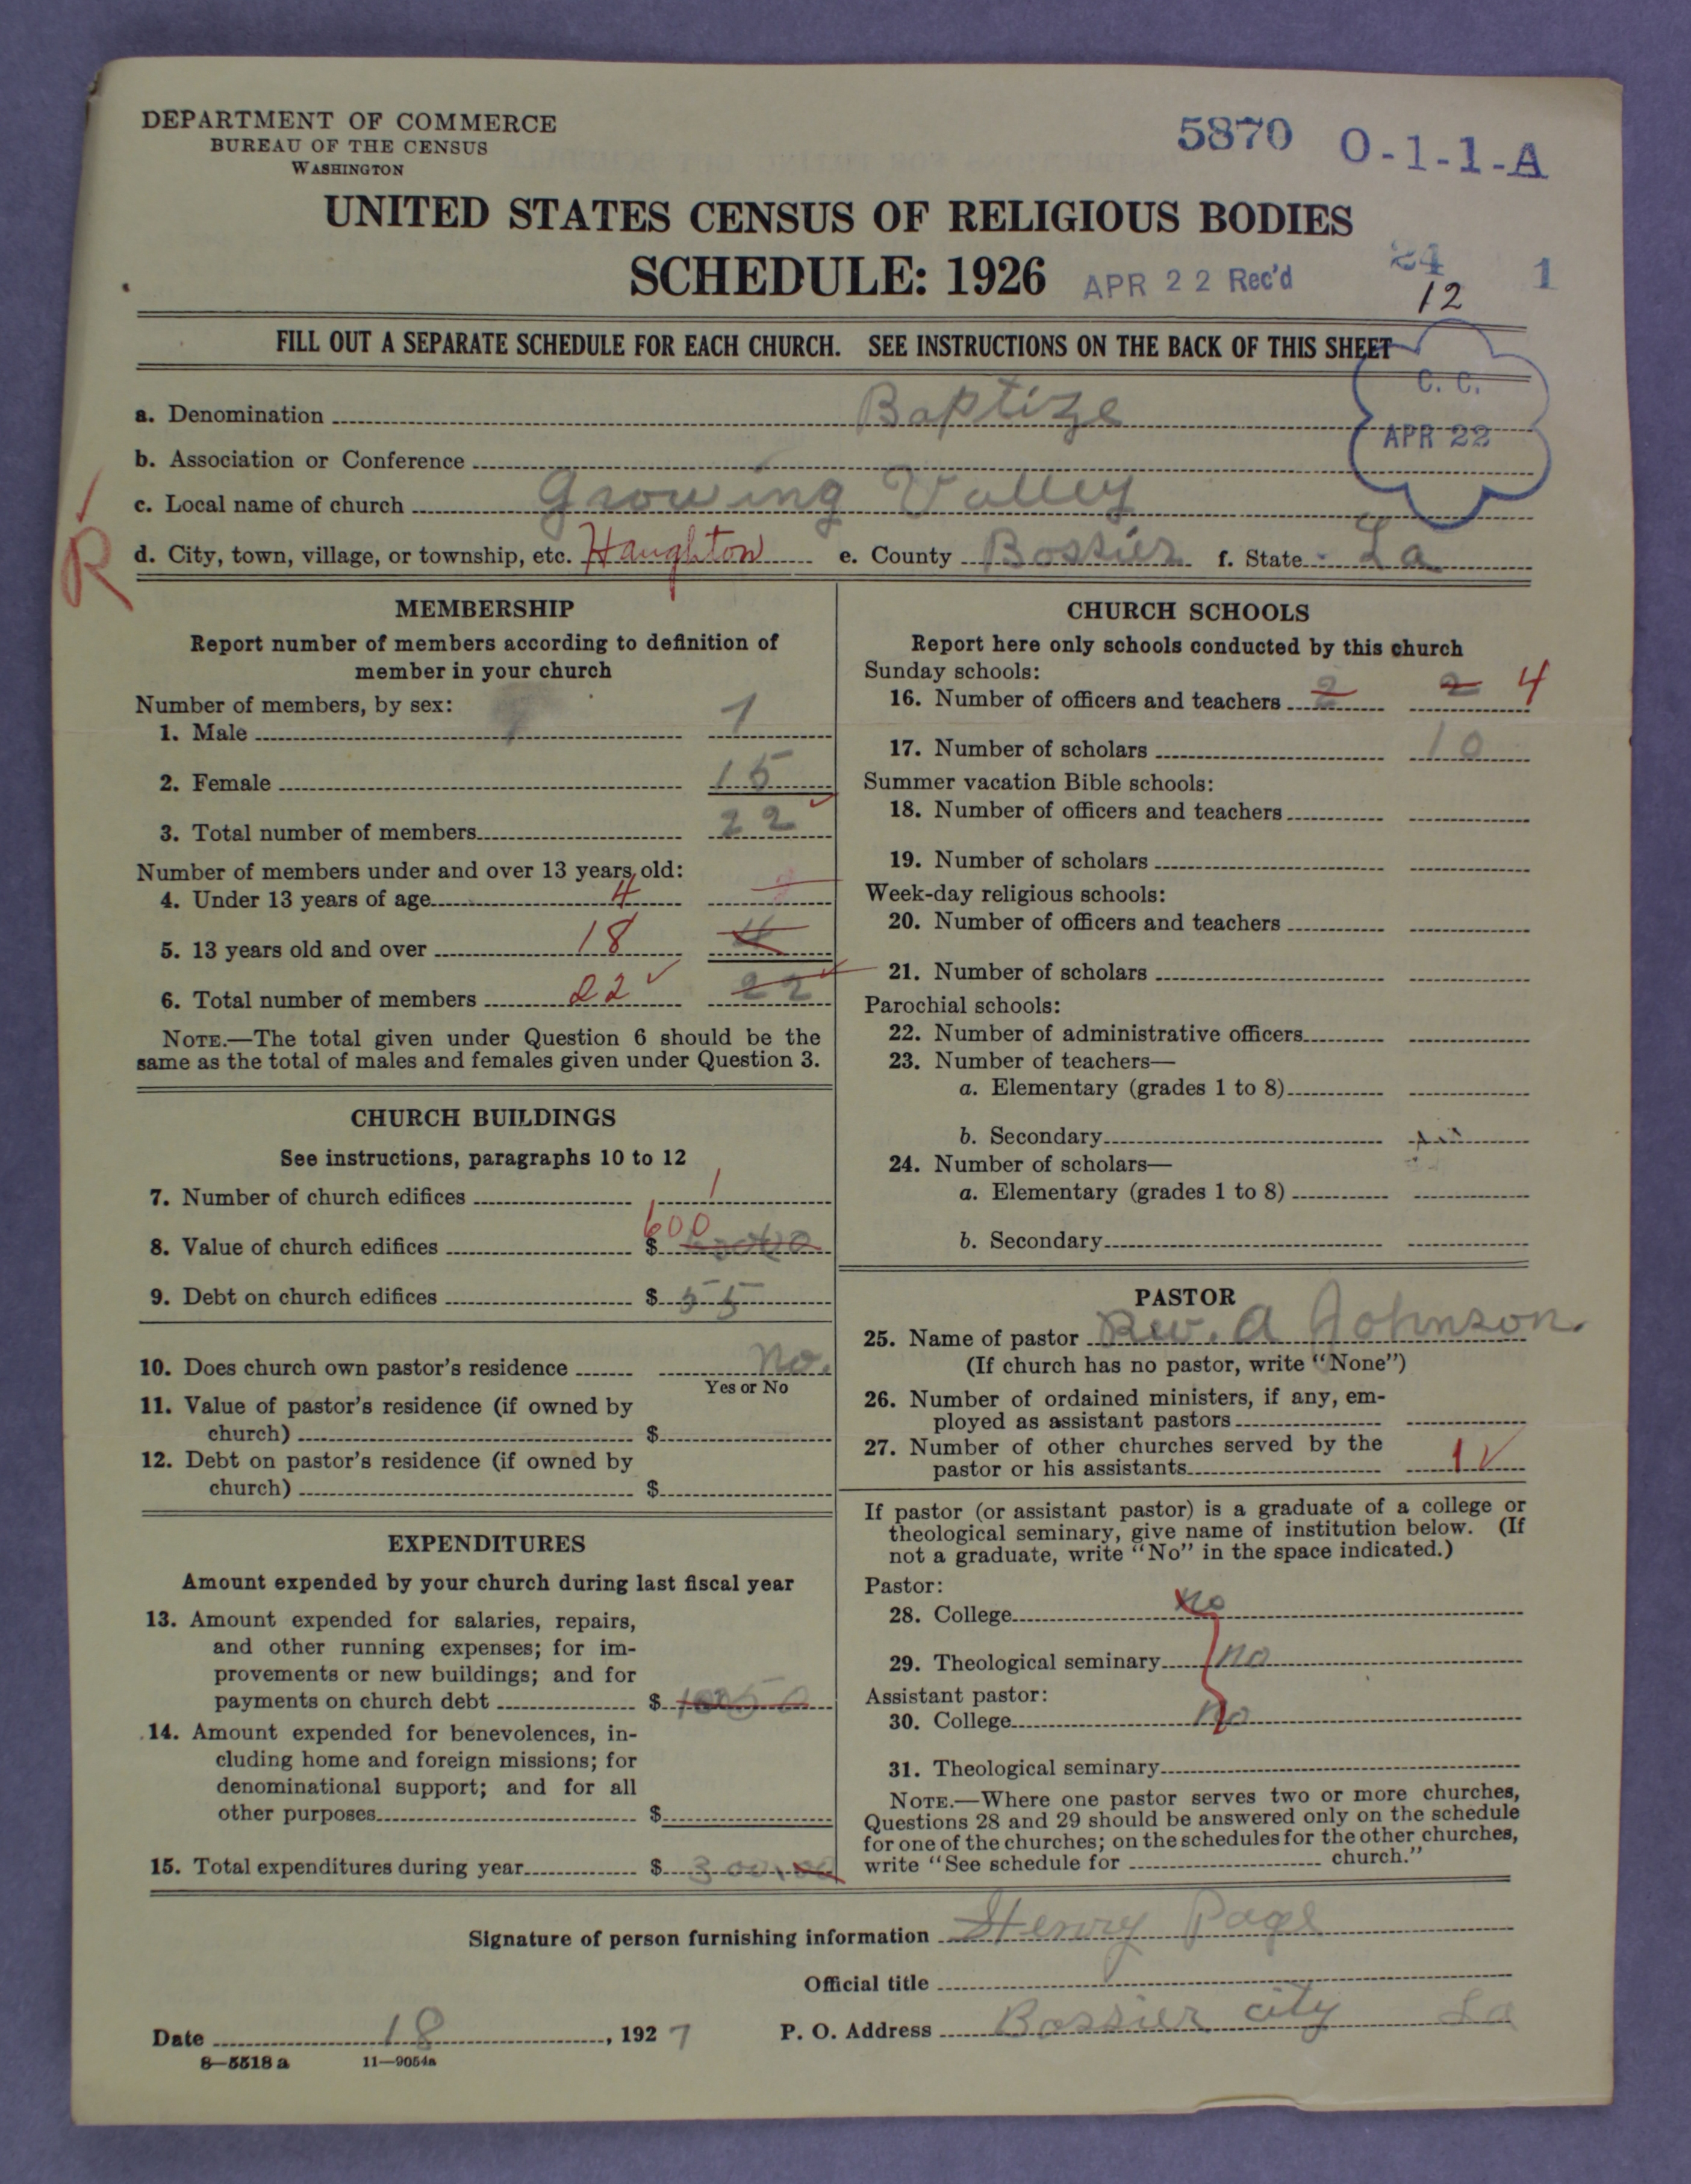 DEPARTMENT OF COMMERCE
BUREAU OF THE CENSUS
WASHINGTON
5870 O-1-1-A
UNITED STATES CENSUS OF RELIGIOUS BODIES
SCHEDULE: 1926 APR 22 Rec'd 24 1
12
FILL OUT A SEPARATE SCHEDULE FOR EACH CHURCH. SEE INSTRUCTIONS ON THE BACK OF THIS SHEET
C. C.
APR 22
a. Denomination Baptize
b. Association or Conference
c. Local name of church Growing Valley
R
d. City, town, village, or township, etc. Haughton e. County Bossier f. State La
MEMBERSHIP
Report number of members according to definition of
member in your church
Number of members, by sex:
1. Male 7
2. Female 15
3. Total number of members 22
Number of members under and over 13 years old:
4. Under 13 years of age 4
5. 13 years old and over 18
6. Total number of members 22 22
NOTE.—The total given under Question 6 should be the
same as the total of males and females given under Question 3.
CHURCH BUILDINGS
See instructions, paragraphs 10 to 12
7. Number of church edifices 1
8. Value of church edifices $ 600
9. Debt on church edifices $ 55
10. Does church own pastor's residence no.
Yes or No
11. Value of pastor's residence (if owned by
church) $
12. Debt on pastor's residence (if owned by
church) $
EXPENDITURES
Amount expended by your church during last fiscal year
13. Amount expended for salaries, repairs,
and other running expenses; for im-
provements or new buildings; and for
payments on church debt $
14. Amount expended for benevolences, in-
cluding home and foreign missions; for
denominational support; and for all
other purposes $
15. Total expenditures during year $ 300.00
CHURCH SCHOOLS
Report here only schools conducted by this church
Sunday schools:
16. Number of officers and teachers 2 2 4
17. Number of scholars 10
Summer vacation Bible schools:
18. Number of officers and teachers
19. Number of scholars
Week-day religious schools:
20. Number of officers and teachers
21. Number of scholars
Parochial schools:
22. Number of administrative officers
23. Number of teachers—
a. Elementary (grades 1 to 8)
b. Secondary
24. Number of scholars—
a. Elementary (grades 1 to 8)
b. Secondary
PASTOR
25. Name of pastor Rev. A Johnson.
(If church has no pastor, write "None")
26. Number of ordained ministers, if any, em-
ployed as assistant pastors
27. Number of other churches served by the
pastor or his assistants 1
If pastor (or assistant pastor) is a graduate of a college or
theological seminary, give name of institution below. (If
not a graduate, write "No" in the space indicated.)
Pastor:
28. College no
29. Theological seminary no
Assistant pastor:
30. College no
31. Theological seminary
NOTE.—Where one pastor serves two or more churches,
Questions 28 and 29 should be answered only on the schedule
for one of the churches; on the schedules for the other churches,
write "See schedule for church."
Signature of person furnishing information Henry Page
Official title
Date 18, 1927 P. O. Address Bossier city La
8—5518 a 11—9054a